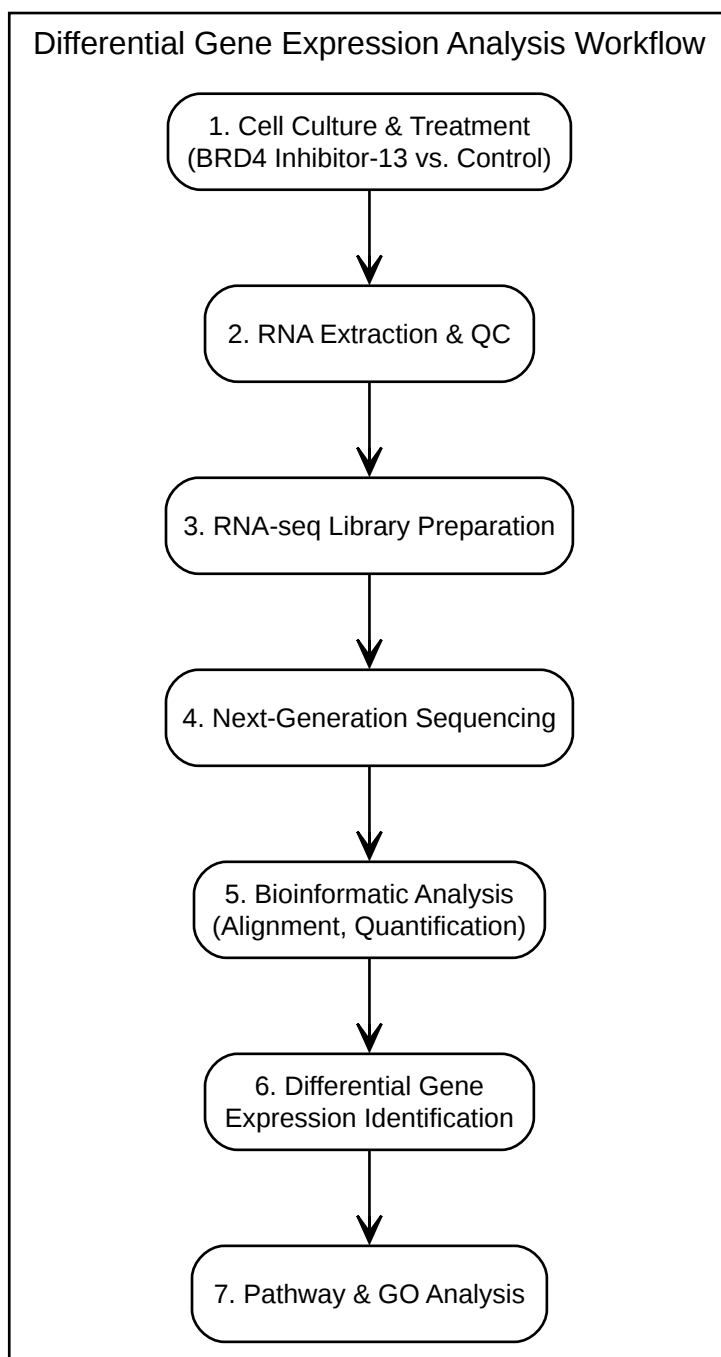 Differential Gene Expression Analysis Workflow
1. Cell Culture & Treatment
(BRD4 Inhibitor-13 vs. Control)
2. RNA Extraction & QC
3. RNA-seq Library Preparation
4. Next-Generation Sequencing
5. Bioinformatic Analysis
(Alignment, Quantification)
6. Differential Gene
Expression Identification
7. Pathway & GO Analysis